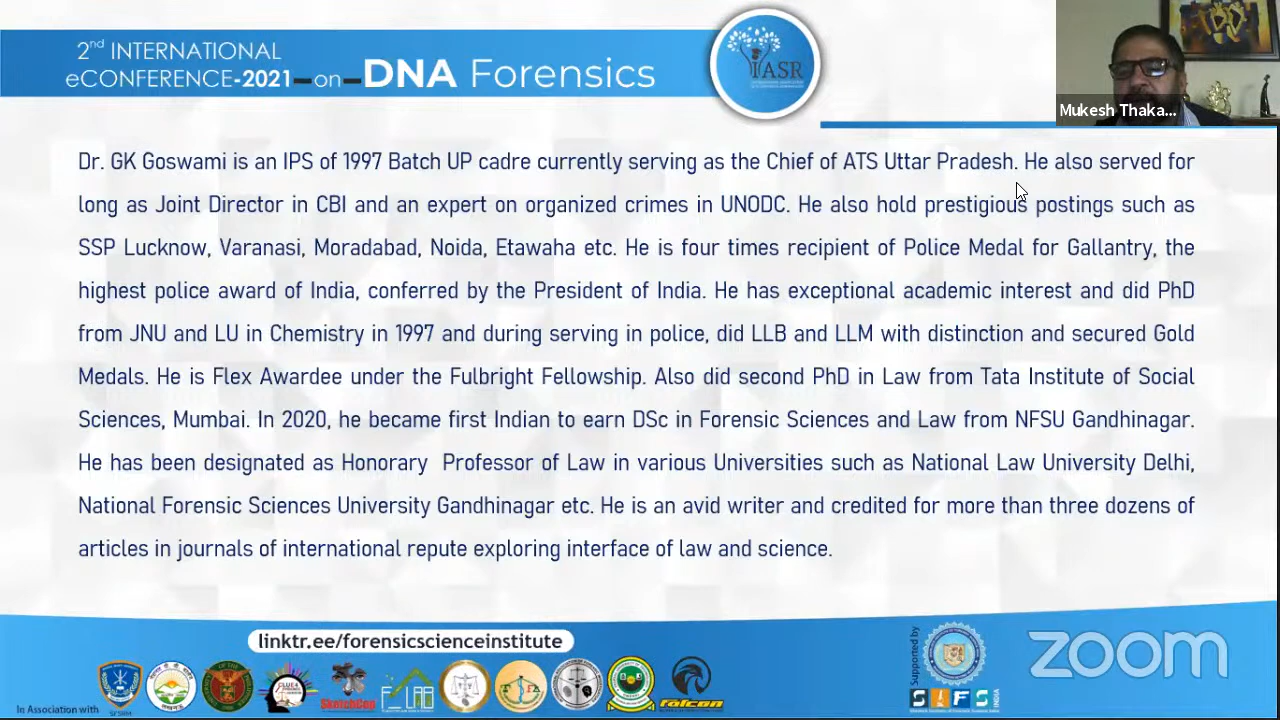 2nd INTERNATIONAL
eCONFERENCE-2021-on-DNA Forensics
IASR
Mukesh Thaka...
Dr. GK Goswami is an IPS of 1997 Batch UP cadre currently serving as the Chief of ATS Uttar Pradesh. He also served for
long as Joint Director in CBI and an expert on organized crimes in UNODC. He also hold prestigious postings such as
SSP Lucknow, Varanasi, Moradabad, Noida, Etawaha etc. He is four times recipient of Police Medal for Gallantry, the
highest police award of India, conferred by the President of India. He has exceptional academic interest and did PhD
from JNU and LU in Chemistry in 1997 and during serving in police, did LLB and LLM with distinction and secured Gold
Medals. He is Flex Awardee under the Fulbright Fellowship. Also did second PhD in Law from Tata Institute of Social
Sciences, Mumbai. In 2020, he became first Indian to earn DSc in Forensic Sciences and Law from NFSU Gandhinagar.
He has been designated as Honorary Professor of Law in various Universities such as National Law University Delhi,
National Forensic Sciences University Gandhinagar etc. He is an avid writer and credited for more than three dozens of
articles in journals of international repute exploring interface of law and science.
linktr.ee/forensicscienceinstitute
In Association with
SketchCop
falcon
Supported by
SIFS INDIA
zoom